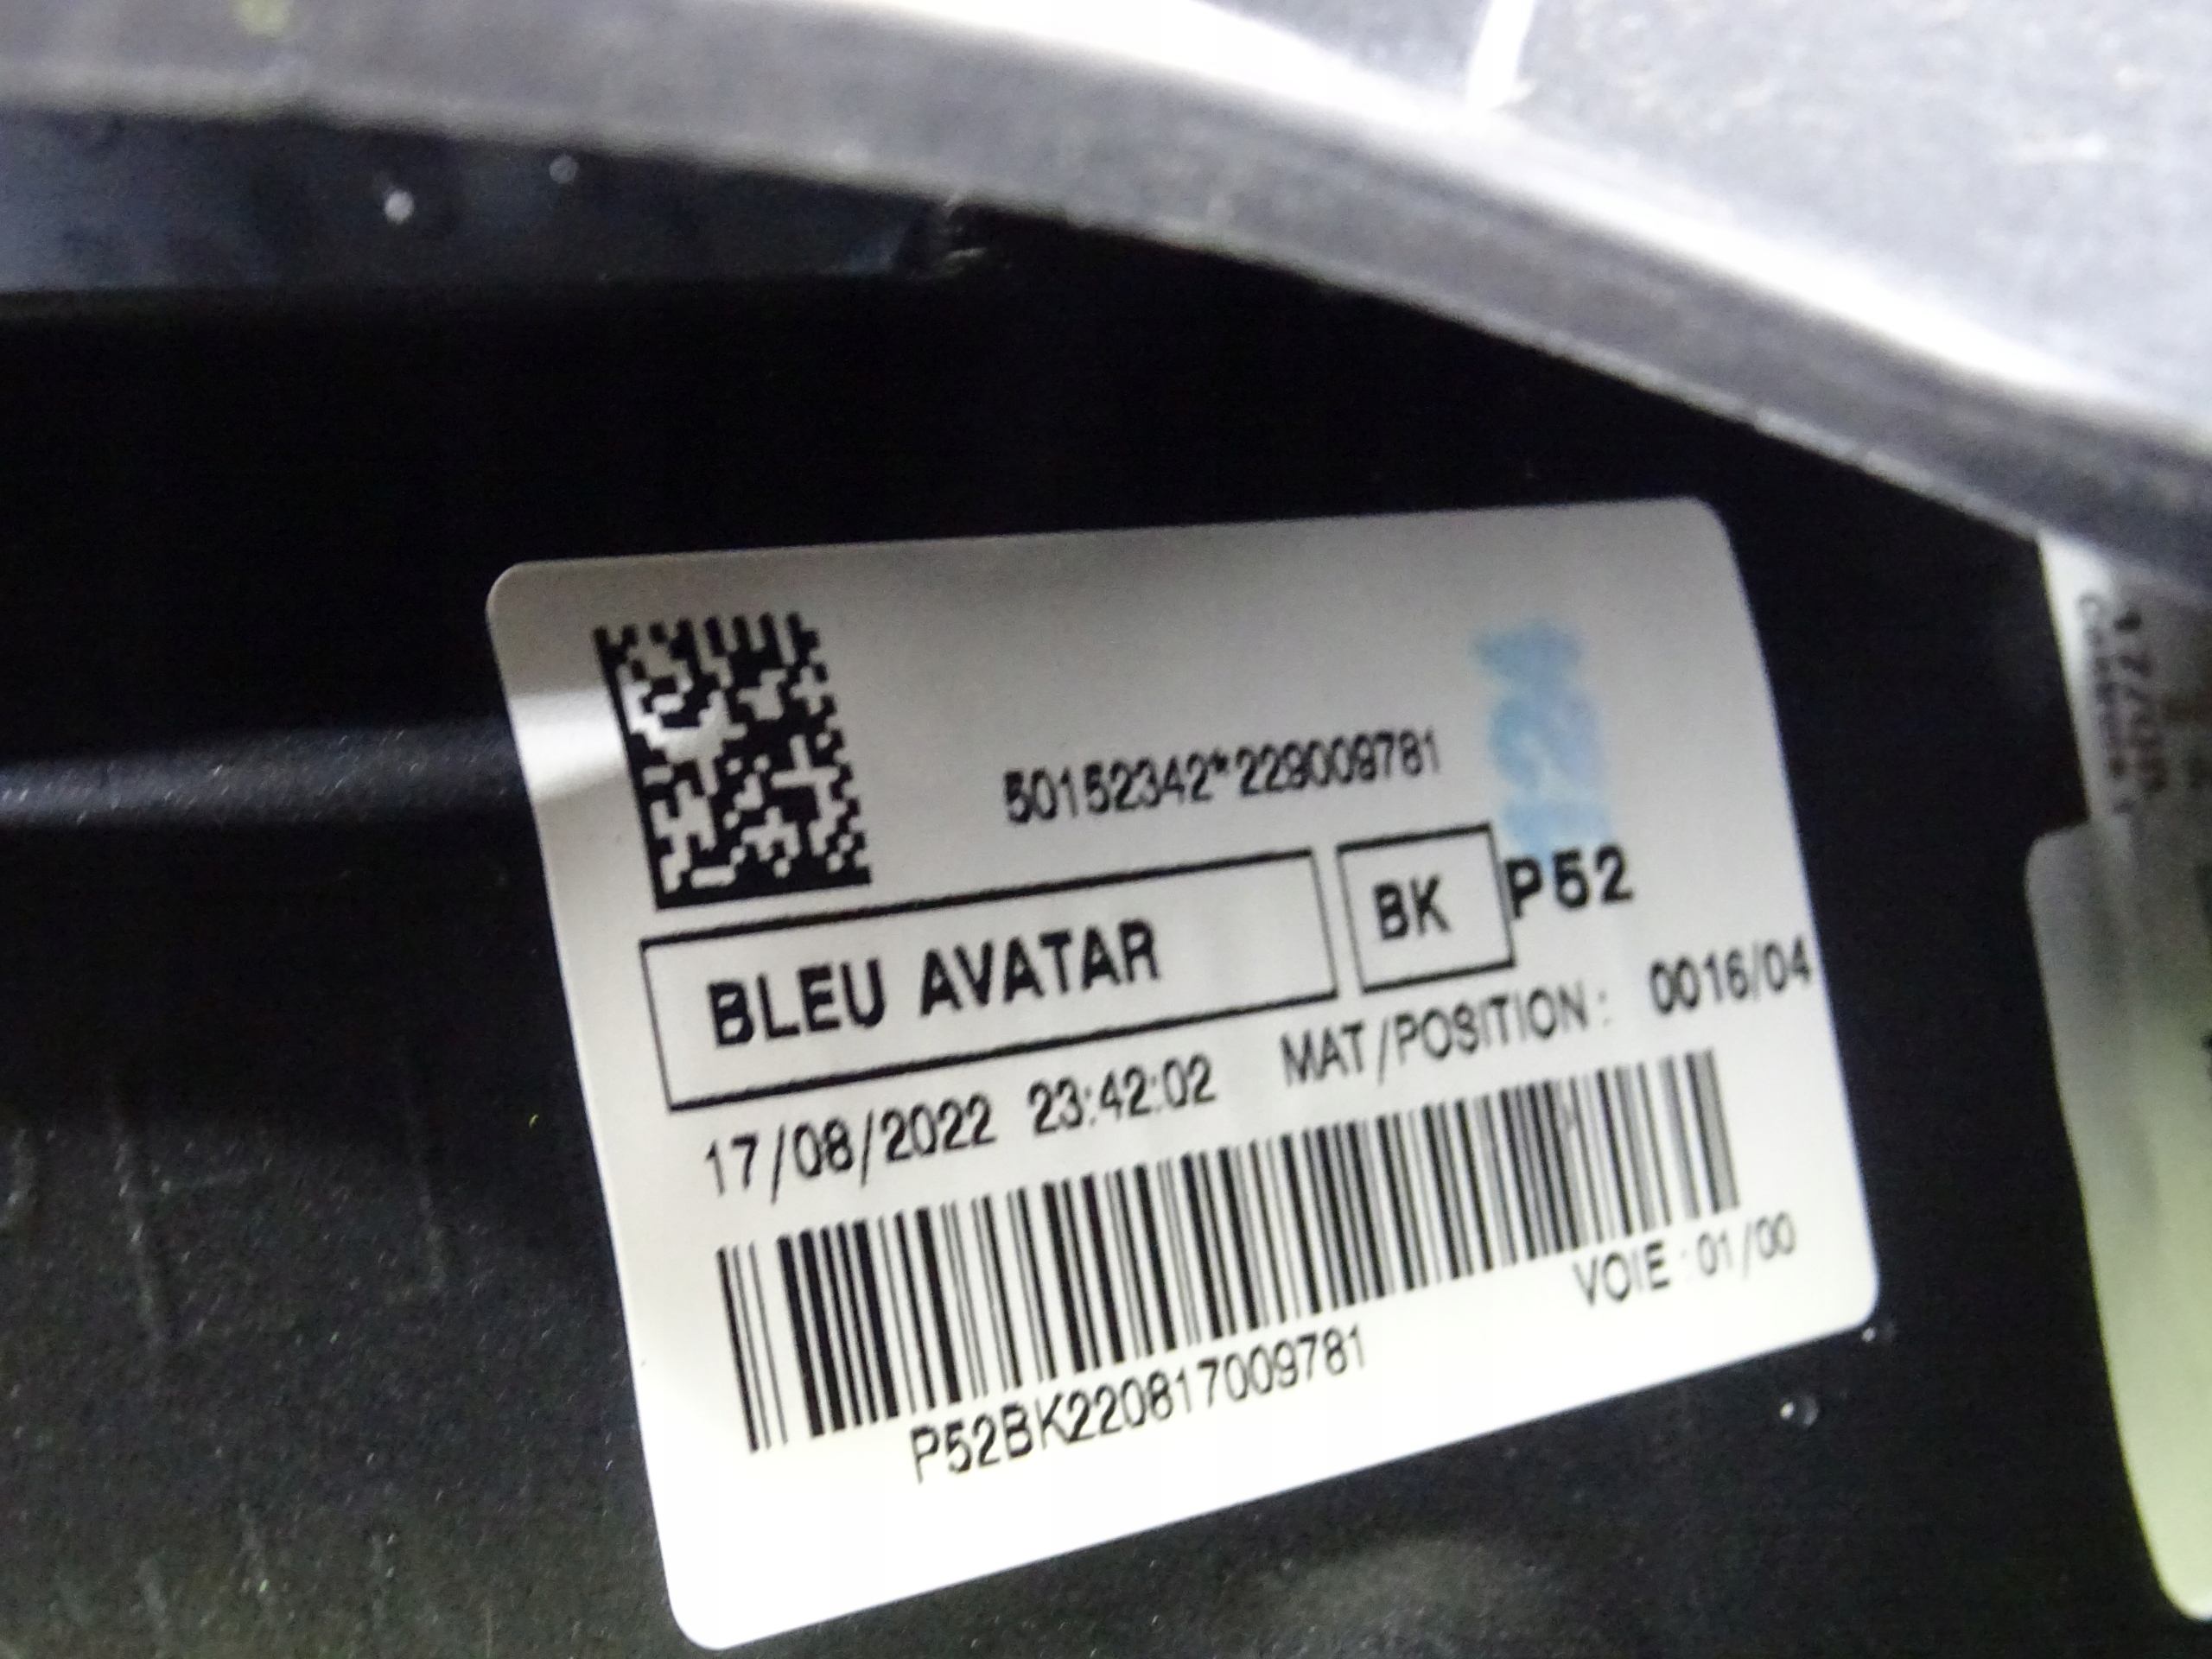 50152342*229009781
BLEU AVATAR BK P52
17/08/2022 23:42:02 MAT/POSITION: 0016/04
VOIE : 01/00
P52BK220817009781